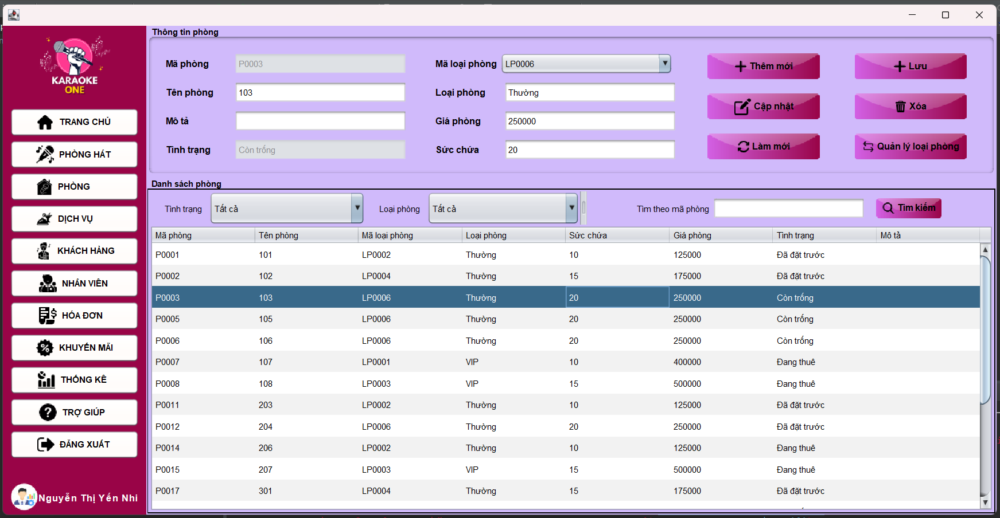 KARAOKE
ONE
TRANG CHỦ
PHÒNG HÁT
PHÒNG
DỊCH VỤ
KHÁCH HÀNG
NHÂN VIÊN
HÓA ĐƠN
KHUYẾN MÃI
THỐNG KÊ
TRỢ GIÚP
ĐĂNG XUẤT
Nguyễn Thị Yến Nhi
Thông tin phòng
Mã phòng P0003 Mã loại phòng LP0006 Thêm mới Lưu
Tên phòng 103 Loại phòng Thường Cập nhật Xóa
Mô tả Giá phòng 250000
Tình trạng Còn trống Sức chứa 20 Làm mới Quản lý loại phòng
Danh sách phòng
Tình trạng Tất cả Loại phòng Tất cả Tìm theo mã phòng Tìm kiếm
Mã phòng Tên phòng Mã loại phòng Loại phòng Sức chứa Giá phòng Tình trạng Mô tả
P0001 101 LP0002 Thường 10 125000 Đã đặt trước
P0002 102 LP0004 Thường 15 175000 Đã đặt trước
P0003 103 LP0006 Thường 20 250000 Còn trống
P0005 105 LP0006 Thường 20 250000 Còn trống
P0006 106 LP0006 Thường 20 250000 Còn trống
P0007 107 LP0001 VIP 10 400000 Đang thuê
P0008 108 LP0003 VIP 15 500000 Đang thuê
P0011 203 LP0002 Thường 10 125000 Đã đặt trước
P0012 204 LP0006 Thường 20 250000 Đã đặt trước
P0014 206 LP0002 Thường 10 125000 Đang thuê
P0015 207 LP0003 VIP 15 500000 Đang thuê
P0017 301 LP0004 Thường 15 175000 Đã đặt trước